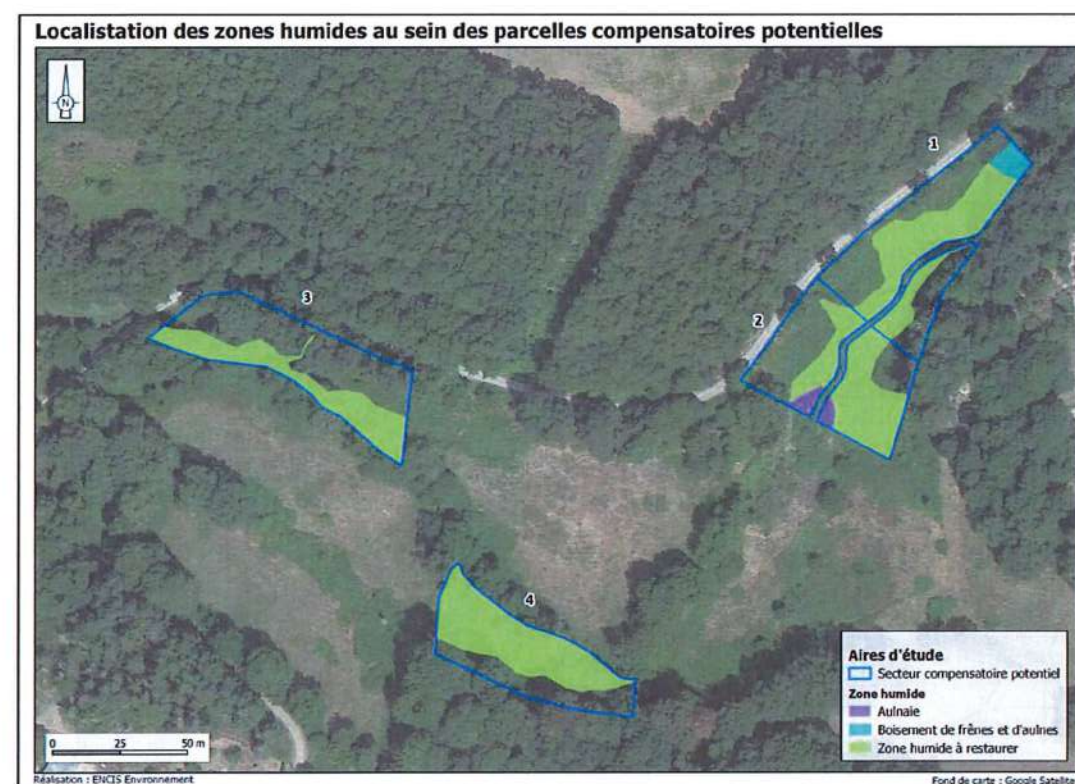 Localistation des zones humides au sein des parcelles compensatoires potentielles
N
1
2
3
4
Aires d'étude
Secteur compensatoire potentiel
Zone humide
Aulnaie
Boisement de frênes et d'aulnes
Zone humide à restaurer
0 25 50 m
Réalisation : ENCIS Environnement
Fond de carte : Google Satellite